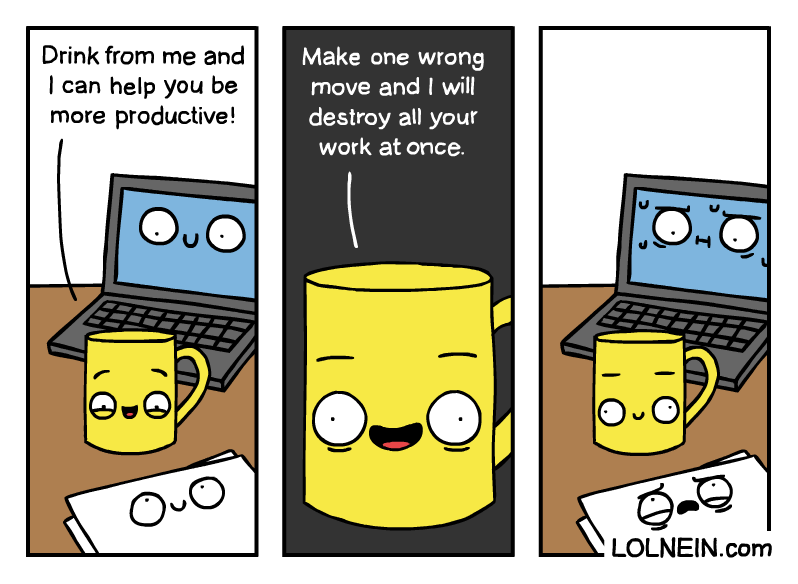 Drink from me and
I can help you be
more productive!
Make one wrong
move and I will
destroy all your
work at once.
LOLNEIN.com